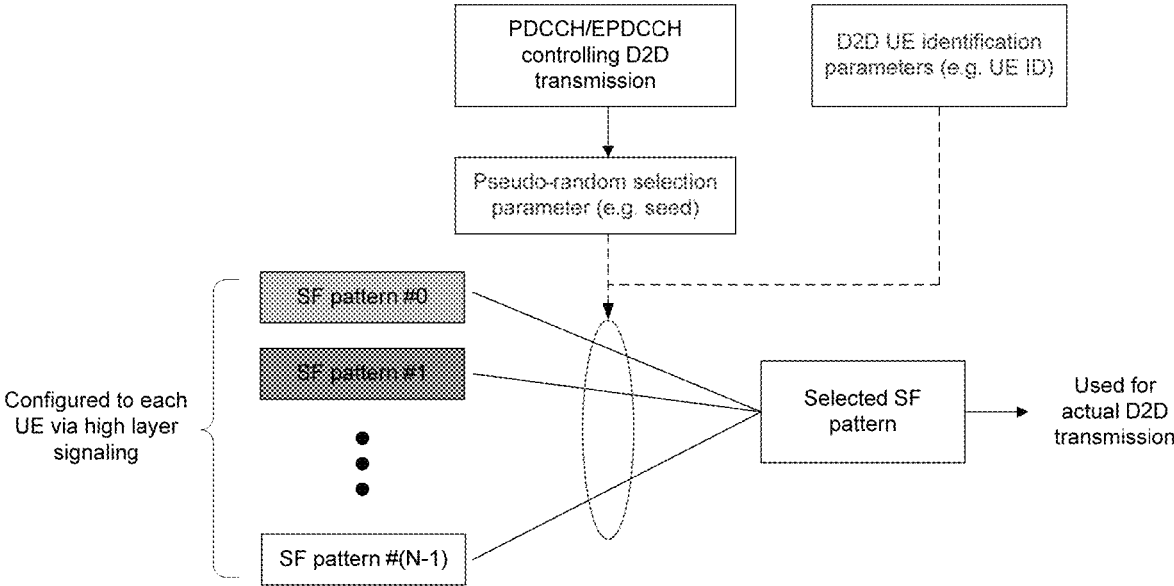 PDCCH/EPDCCH
controlling D2D
transmission
D2D UE identification
parameters (e.g. UE ID)
Pseudo-random selection
parameter (e.g. seed)
SF pattern #0
SF pattern #1
Configured to each
UE via high layer
signaling
SF pattern #(N-1)
Selected SF
pattern
Used for
actual D2D
transmission